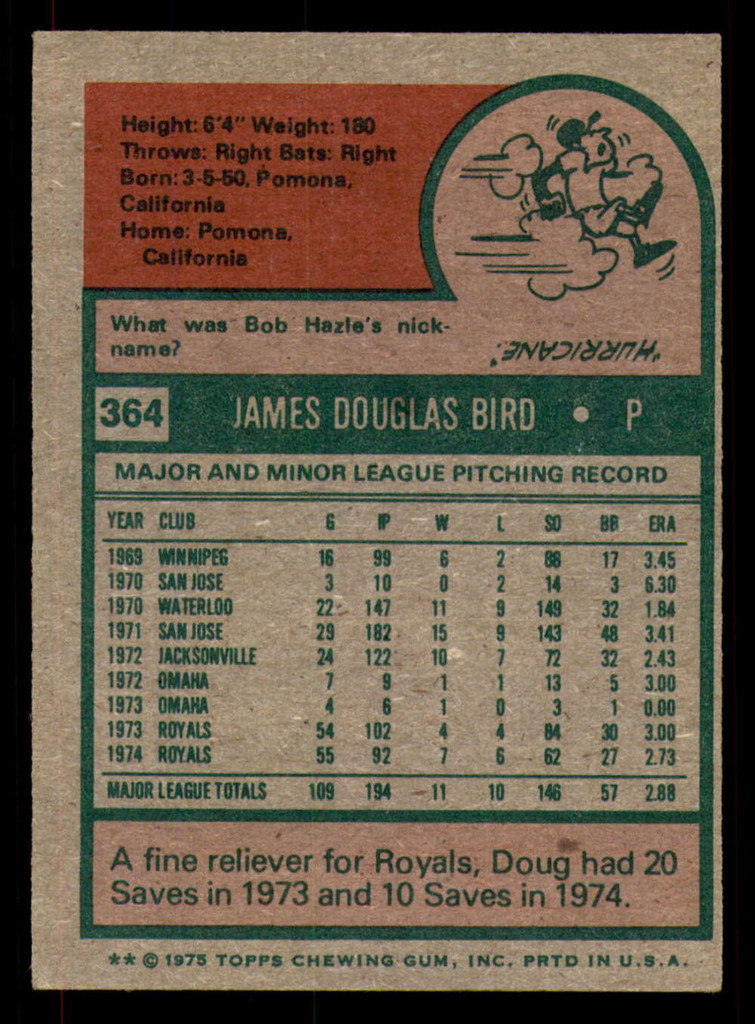 Height: 6'4" Weight: 180
Throws: Right Bats: Right
Born: 3-5-50, Pomona,
California
Home: Pomona,
California
What was Bob Hazle's nick-
name?
"HURRICANE."
364 JAMES DOUGLAS BIRD • P
MAJOR AND MINOR LEAGUE PITCHING RECORD
YEAR CLUB G IP W L SO BB ERA
1969 WINNIPEG 16 99 6 2 88 17 3.45
1970 SAN JOSE 3 10 0 2 14 3 6.30
1970 WATERLOO 22 147 11 9 149 32 1.84
1971 SAN JOSE 29 182 15 9 143 48 3.41
1972 JACKSONVILLE 24 122 10 7 72 32 2.43
1972 OMAHA 7 9 1 1 13 5 3.00
1973 OMAHA 4 6 1 0 3 1 0.00
1973 ROYALS 54 102 4 4 84 30 3.00
1974 ROYALS 55 92 7 6 62 27 2.73
MAJOR LEAGUE TOTALS 109 194 11 10 146 57 2.88
A fine reliever for Royals, Doug had 20
Saves in 1973 and 10 Saves in 1974.
** © 1975 TOPPS CHEWING GUM, INC. PRTD IN U.S.A.